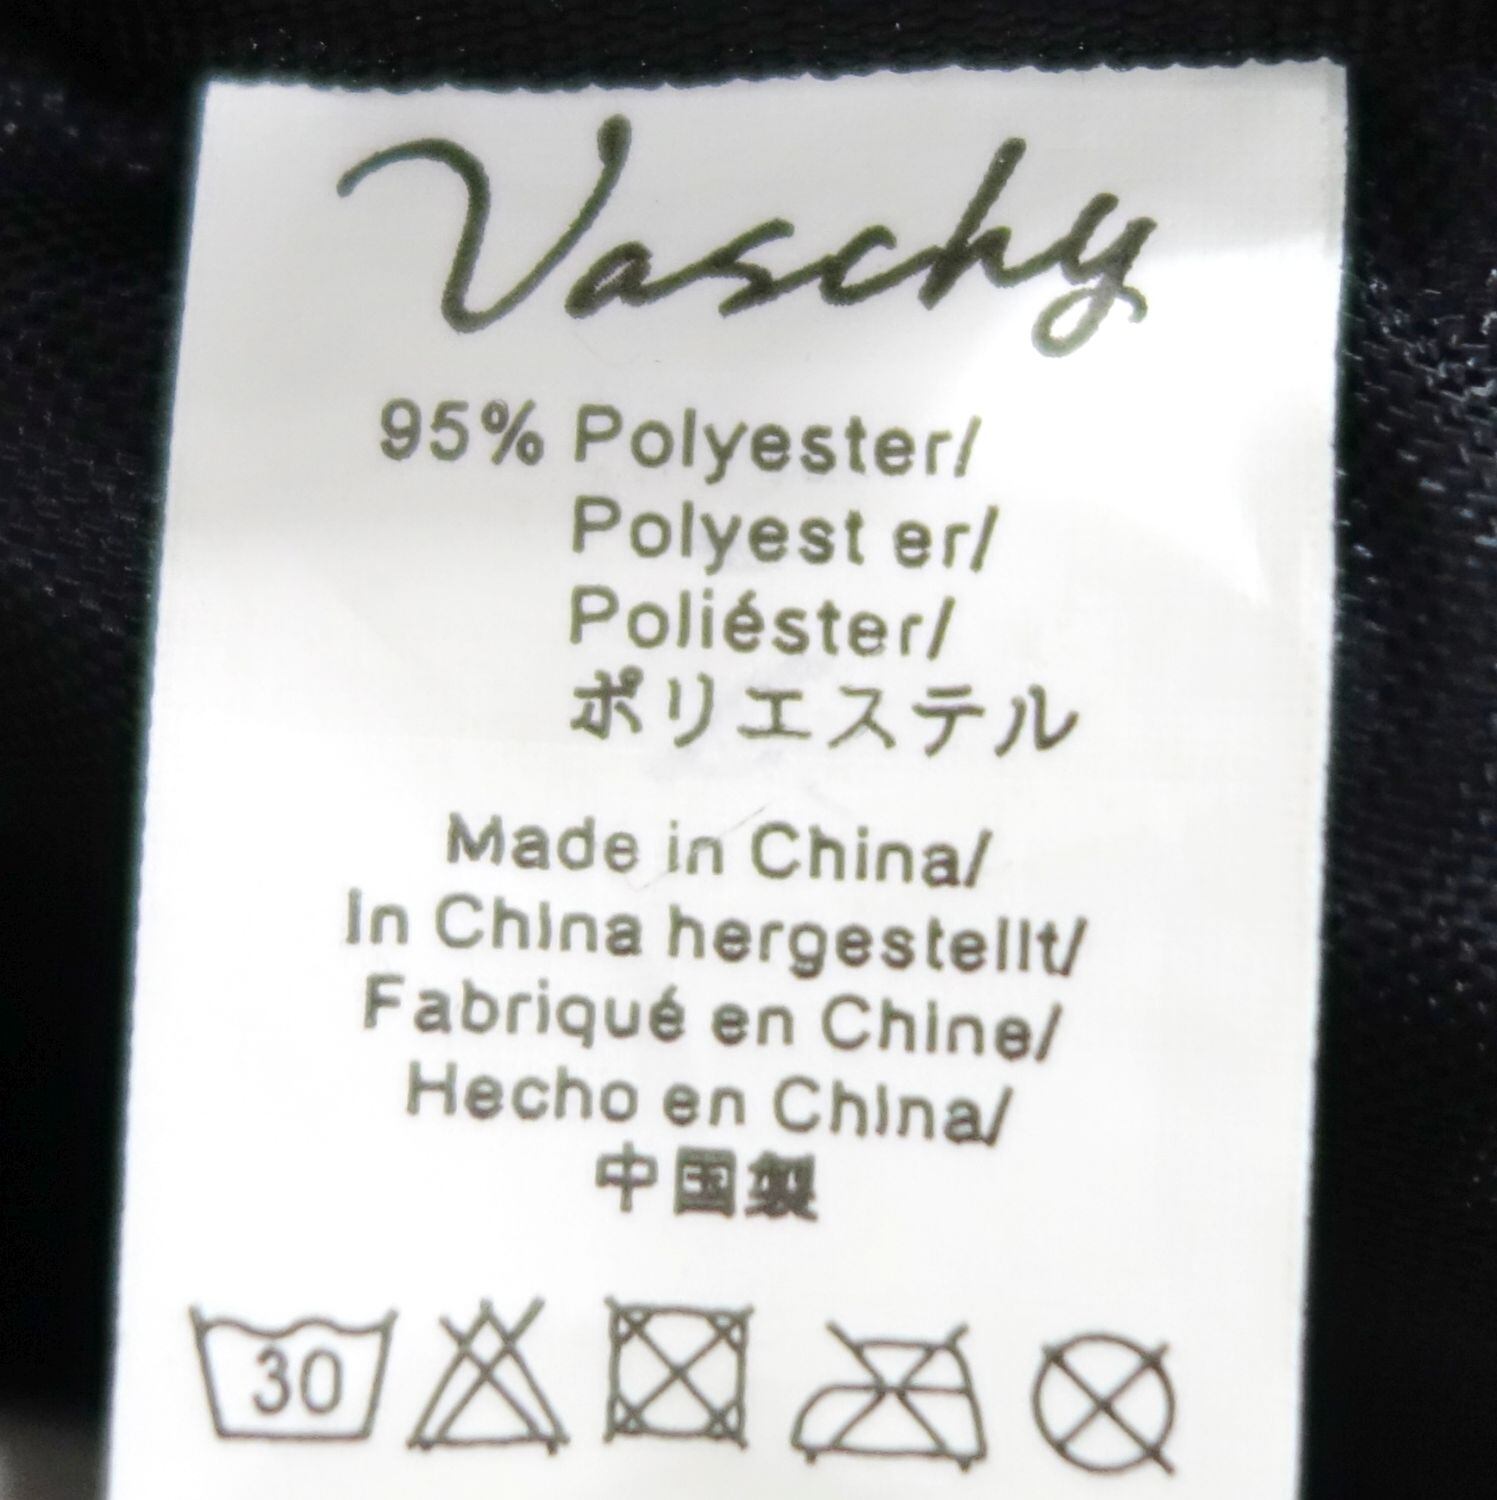 Vaschy
95% Polyester/
Polyest er/
Poliéster/
ポリエステル
Made in China/
In China hergestellt/
Fabriqué en Chine/
Hecho en China/
中国製
30